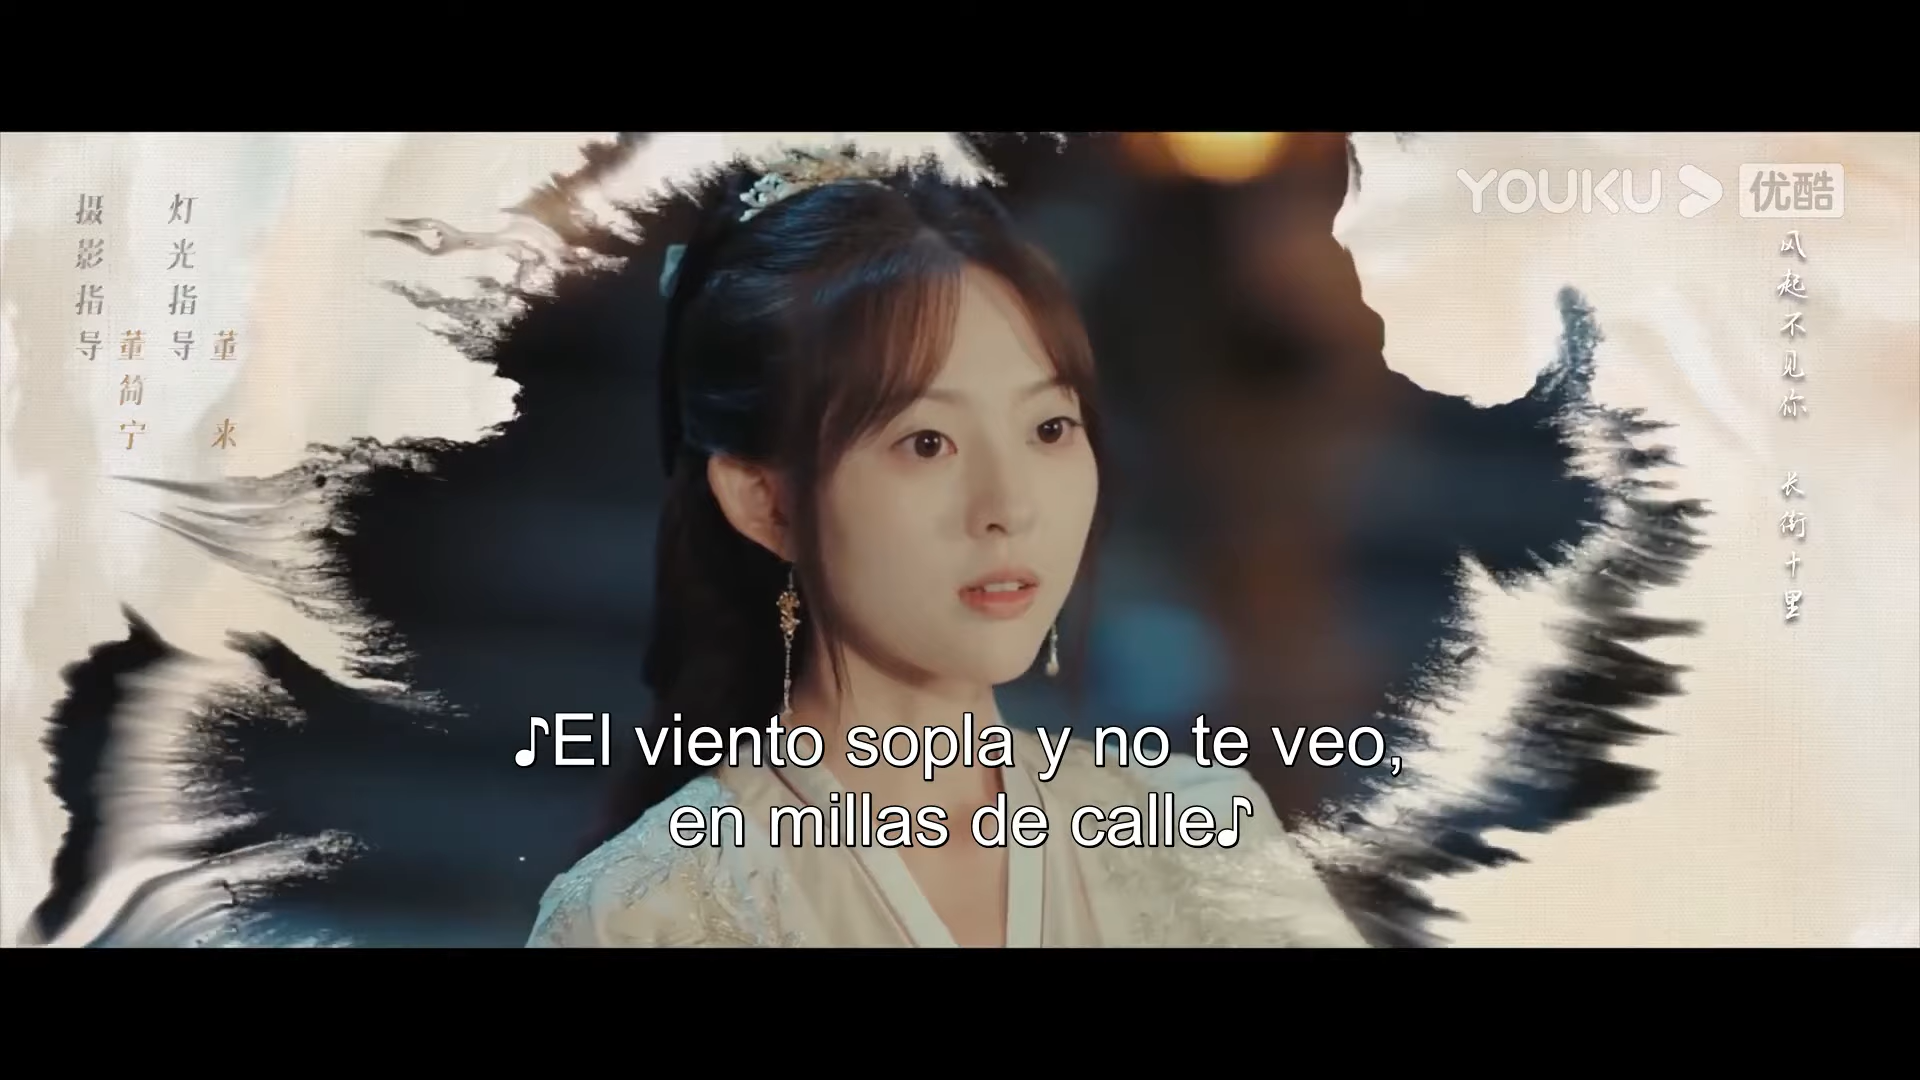 摄影指导
董简宁
灯光指导
董来
YOUKU 优酷
风起不见你 长街十里
♪El viento sopla y no te veo,
en millas de calle♪